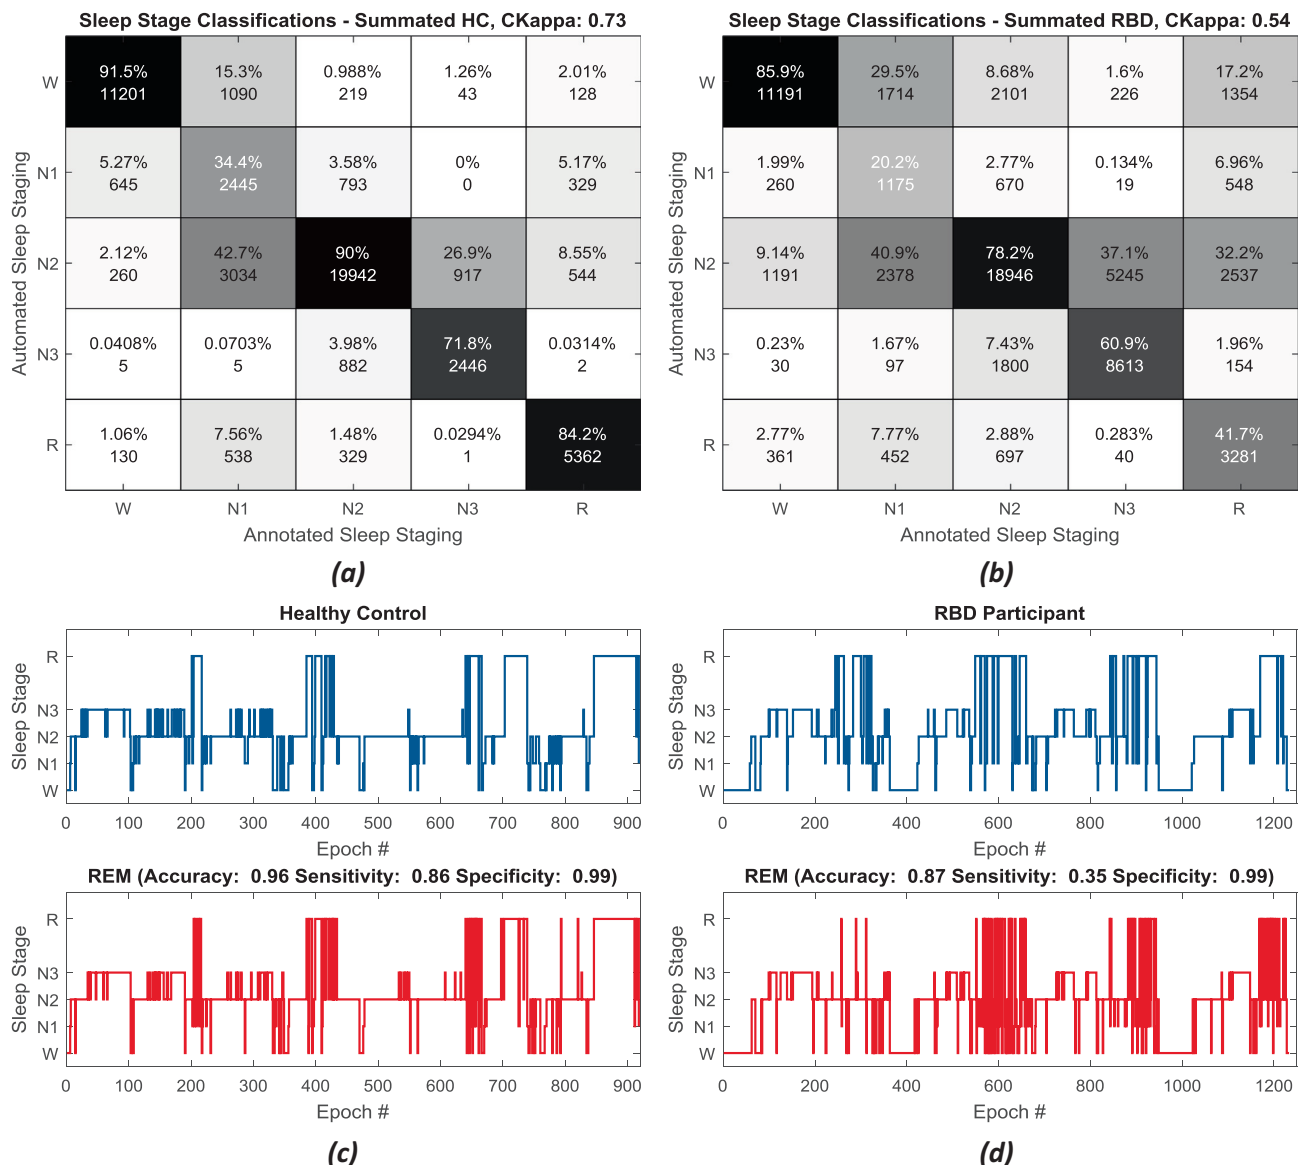 Sleep Stage Classifications - Summated HC, CKappa: 0.73
W 91.5% 15.3% 0.988% 1.26% 2.01%
11201 1090 219 43 128
N1 5.27% 34.4% 3.58% 0% 5.17%
645 2445 793 0 329
N2 2.12% 42.7% 90% 26.9% 8.55%
260 3034 19942 917 544
N3 0.0408% 0.0703% 3.98% 71.8% 0.0314%
5 5 882 2446 2
R 1.06% 7.56% 1.48% 0.0294% 84.2%
130 538 329 1 5362
W N1 N2 N3 R
Automated Sleep Staging
Annotated Sleep Staging
(a)
Sleep Stage Classifications - Summated RBD, CKappa: 0.54
W 85.9% 29.5% 8.68% 1.6% 17.2%
11191 1714 2101 226 1354
N1 1.99% 20.2% 2.77% 0.134% 6.96%
260 1175 670 19 548
N2 9.14% 40.9% 78.2% 37.1% 32.2%
1191 2378 18946 5245 2537
N3 0.23% 1.67% 7.43% 60.9% 1.96%
30 97 1800 8613 154
R 2.77% 7.77% 2.88% 0.283% 41.7%
361 452 697 40 3281
W N1 N2 N3 R
Automated Sleep Staging
Annotated Sleep Staging
(b)
Healthy Control
R
N3
N2
N1
W
Sleep Stage
0 100 200 300 400 500 600 700 800 900
Epoch #
REM (Accuracy: 0.96 Sensitivity: 0.86 Specificity: 0.99)
R
N3
N2
N1
W
Sleep Stage
0 100 200 300 400 500 600 700 800 900
Epoch #
(c)
RBD Participant
R
N3
N2
N1
W
Sleep Stage
0 200 400 600 800 1000 1200
Epoch #
REM (Accuracy: 0.87 Sensitivity: 0.35 Specificity: 0.99)
R
N3
N2
N1
W
Sleep Stage
0 200 400 600 800 1000 1200
Epoch #
(d)